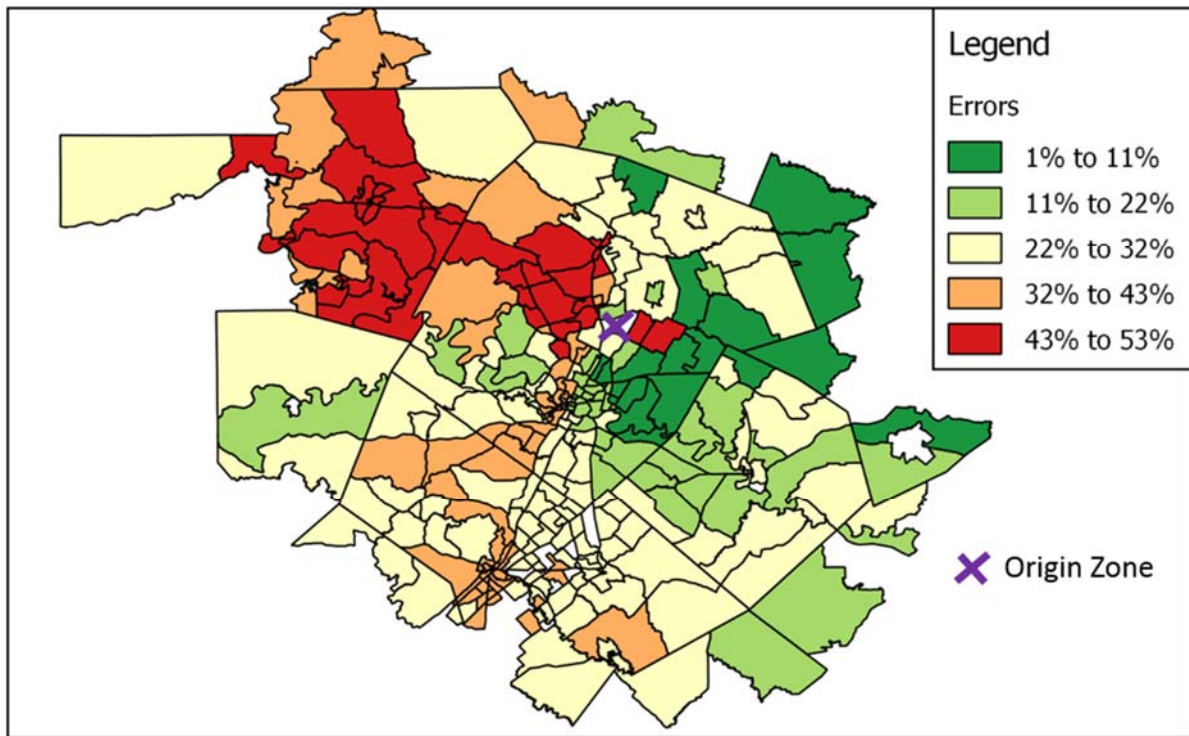 Legend
Errors
1% to 11%
11% to 22%
22% to 32%
32% to 43%
43% to 53%
Origin Zone